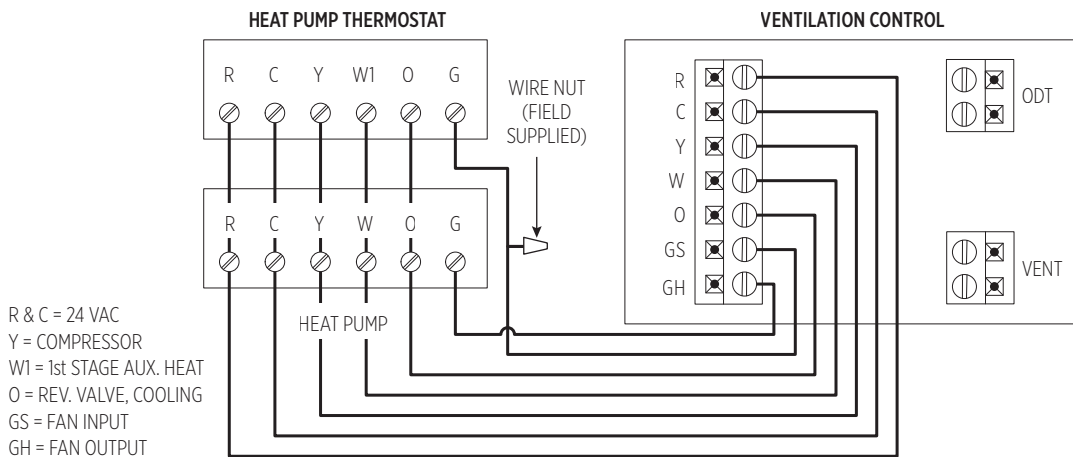 HEAT PUMP THERMOSTAT
R C Y W1 O G
WIRE NUT
(FIELD
SUPPLIED)
R C Y W O G
HEAT PUMP
VENTILATION CONTROL
R
C
Y
W
O
GS
GH
ODT
VENT
R & C = 24 VAC
Y = COMPRESSOR
W1 = 1st STAGE AUX. HEAT
O = REV. VALVE, COOLING
GS = FAN INPUT
GH = FAN OUTPUT